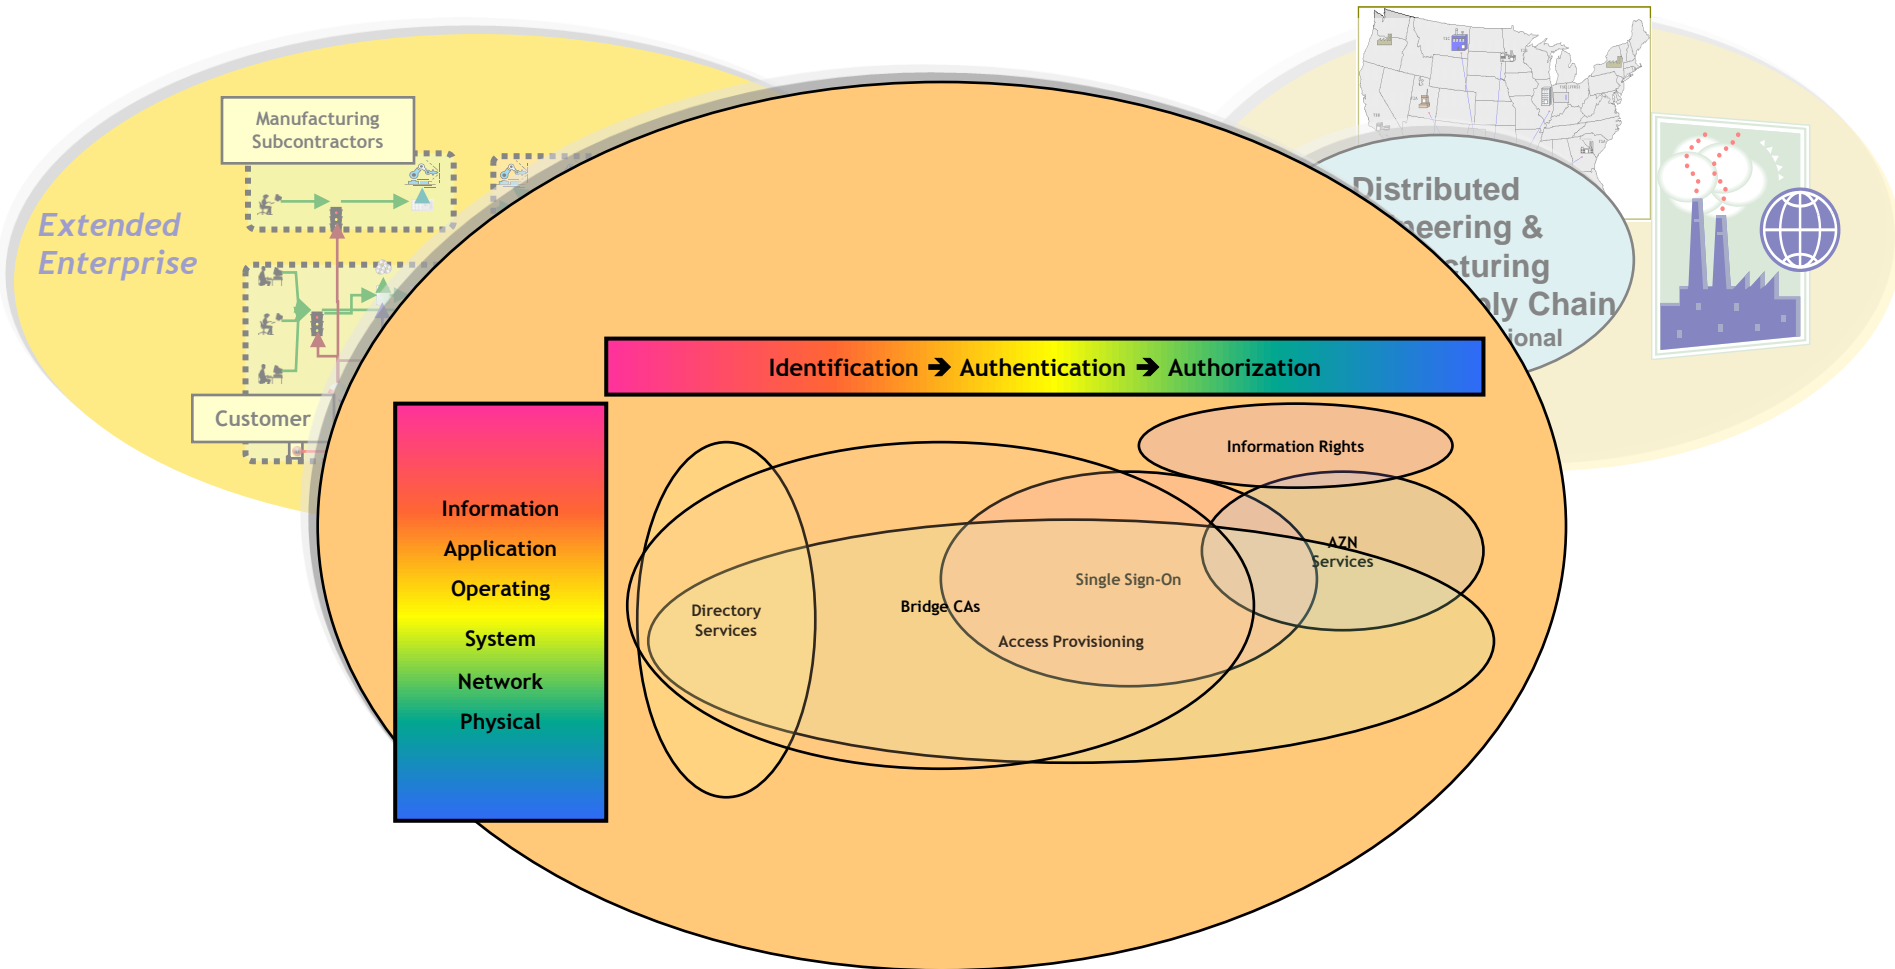 Manufacturing
Subcontractors
Extended
Enterprise
Customer
Distributed
neering &
cturing
ply Chain
ional
Identification ➔ Authentication ➔ Authorization
Information
Application
Operating
System
Network
Physical
Information Rights
AZN
Services
Single Sign-On
Bridge CAs
Directory
Services
Access Provisioning